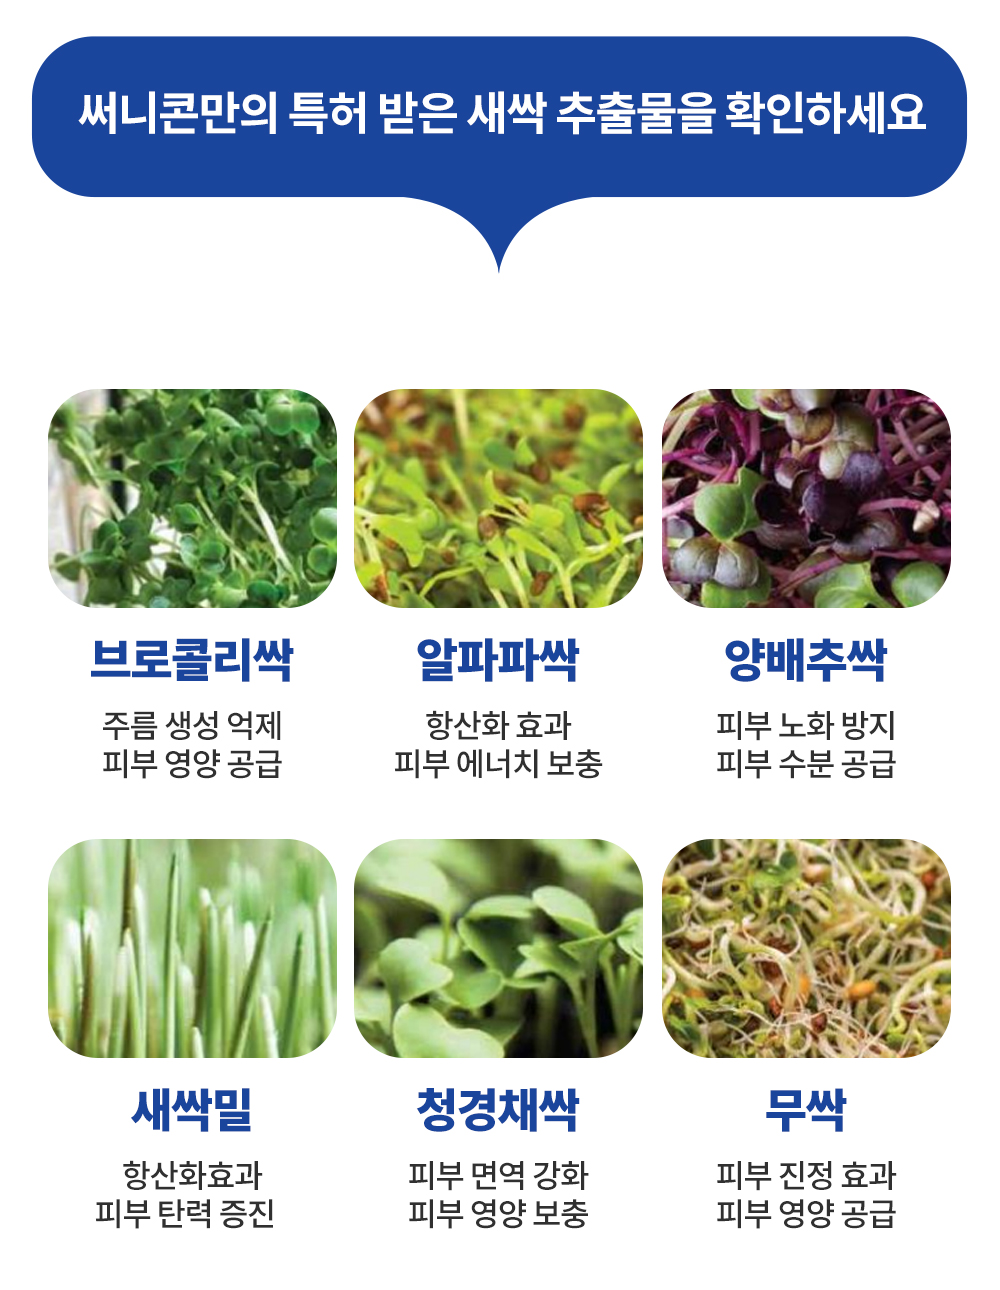 써니콘만의 특허 받은 새싹 추출물을 확인하세요
브로콜리싹
주름 생성 억제
피부 영양 공급
알파파싹
항산화 효과
피부 에너치 보충
양배추싹
피부 노화 방지
피부 수분 공급
새싹밀
항산화효과
피부 탄력 증진
청경채싹
피부 면역 강화
피부 영양 보충
무싹
피부 진정 효과
피부 영양 공급